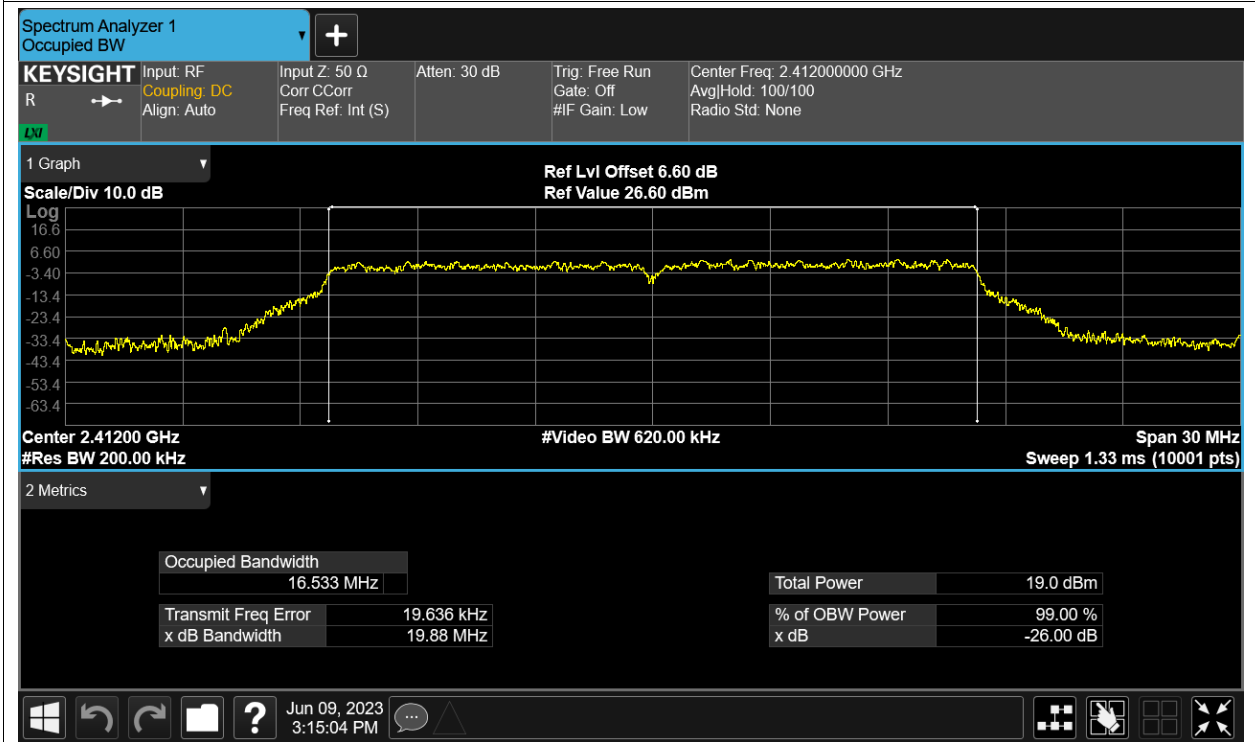 Spectrum Analyzer 1
Occupied BW
+
KEYSIGHT
R
LXI
Input: RF
Coupling: DC
Align: Auto
Input Z: 50 Ω
Corr CCorr
Freq Ref: Int (S)
Atten: 30 dB
Trig: Free Run
Gate: Off
#IF Gain: Low
Center Freq: 2.412000000 GHz
Avg|Hold: 100/100
Radio Std: None
1 Graph
Scale/Div 10.0 dB
Ref Lvl Offset 6.60 dB
Ref Value 26.60 dBm
Log
16.6
6.60
-3.40
-13.4
-23.4
-33.4
-43.4
-53.4
-63.4
Center 2.41200 GHz
#Video BW 620.00 kHz
Span 30 MHz
#Res BW 200.00 kHz
Sweep 1.33 ms (10001 pts)
2 Metrics
Occupied Bandwidth
16.533 MHz
Total Power 19.0 dBm
Transmit Freq Error 19.636 kHz
% of OBW Power 99.00 %
x dB Bandwidth 19.88 MHz
x dB -26.00 dB
?
Jun 09, 2023
3:15:04 PM